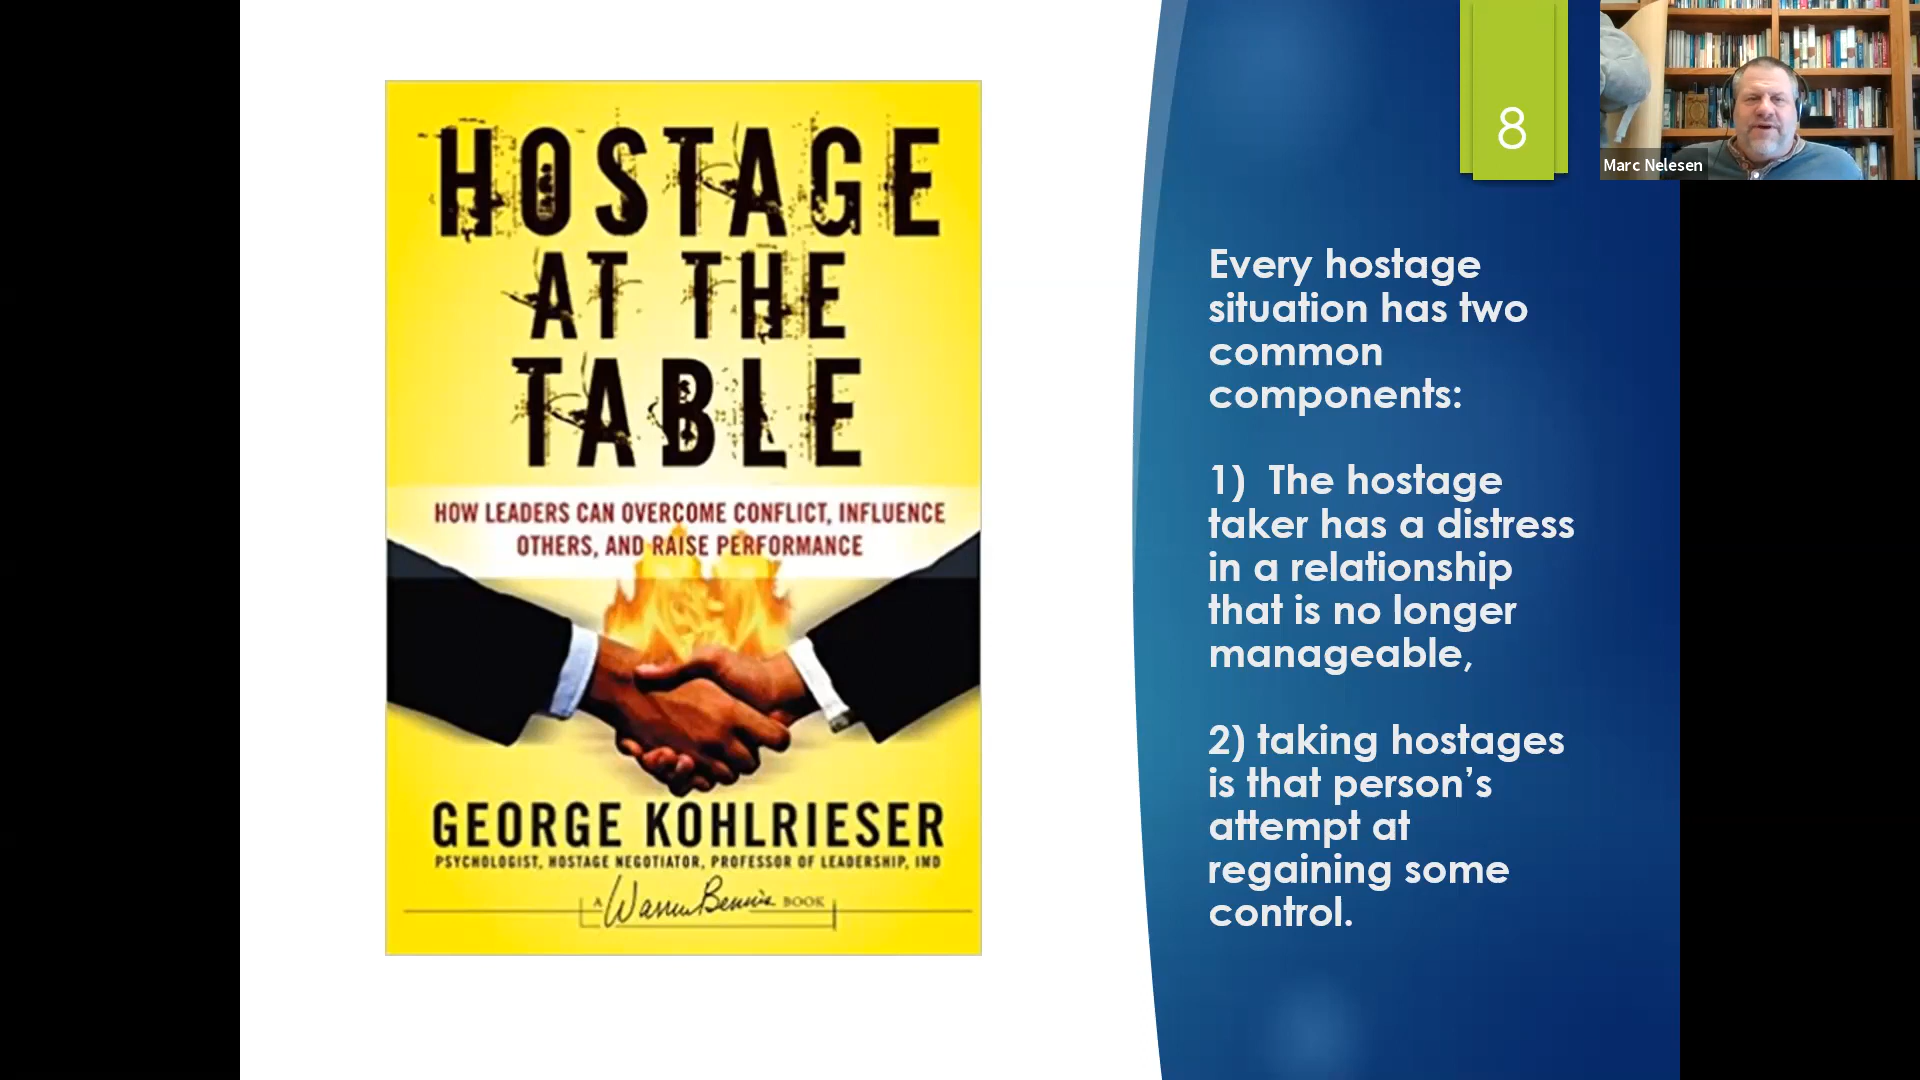 HOSTAGE
AT THE
TABLE
HOW LEADERS CAN OVERCOME CONFLICT, INFLUENCE
OTHERS, AND RAISE PERFORMANCE
GEORGE KOHLRIESER
PSYCHOLOGIST, HOSTAGE NEGOTIATOR, PROFESSOR OF LEADERSHIP, IMD
A Warren Bennis BOOK
8
Marc Nelesen
Every hostage
situation has two
common
components:
1) The hostage
taker has a distress
in a relationship
that is no longer
manageable,
2) taking hostages
is that person’s
attempt at
regaining some
control.